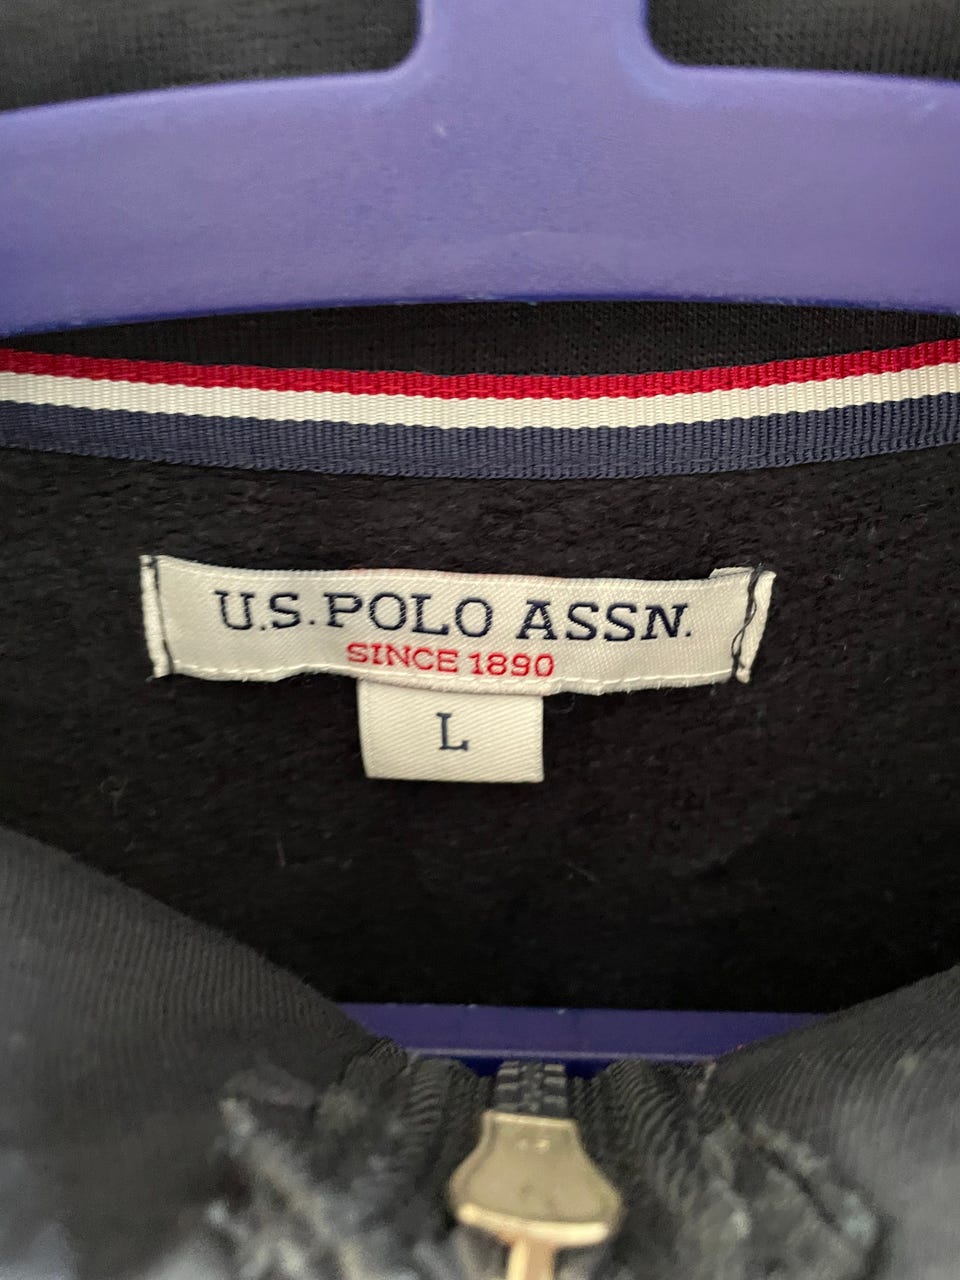 U.S. POLO ASSN.
SINCE 1890
L